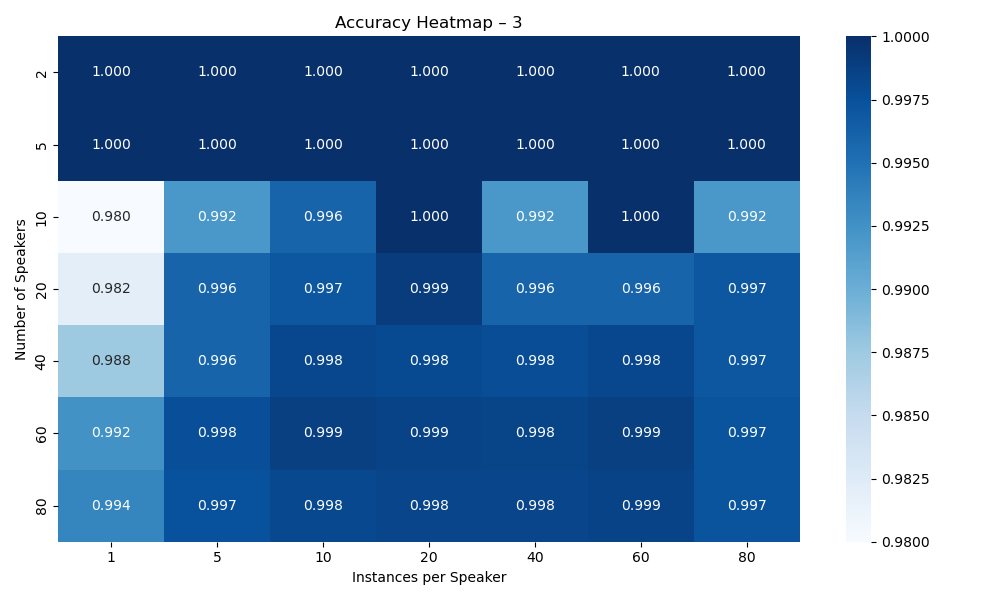 Accuracy Heatmap – 3
Number of Speakers
2 1.000 1.000 1.000 1.000 1.000 1.000 1.000
5 1.000 1.000 1.000 1.000 1.000 1.000 1.000
10 0.980 0.992 0.996 1.000 0.992 1.000 0.992
20 0.982 0.996 0.997 0.999 0.996 0.996 0.997
40 0.988 0.996 0.998 0.998 0.998 0.998 0.997
60 0.992 0.998 0.999 0.999 0.998 0.999 0.997
80 0.994 0.997 0.998 0.998 0.998 0.999 0.997
1 5 10 20 40 60 80
Instances per Speaker
1.0000
0.9975
0.9950
0.9925
0.9900
0.9875
0.9850
0.9825
0.9800